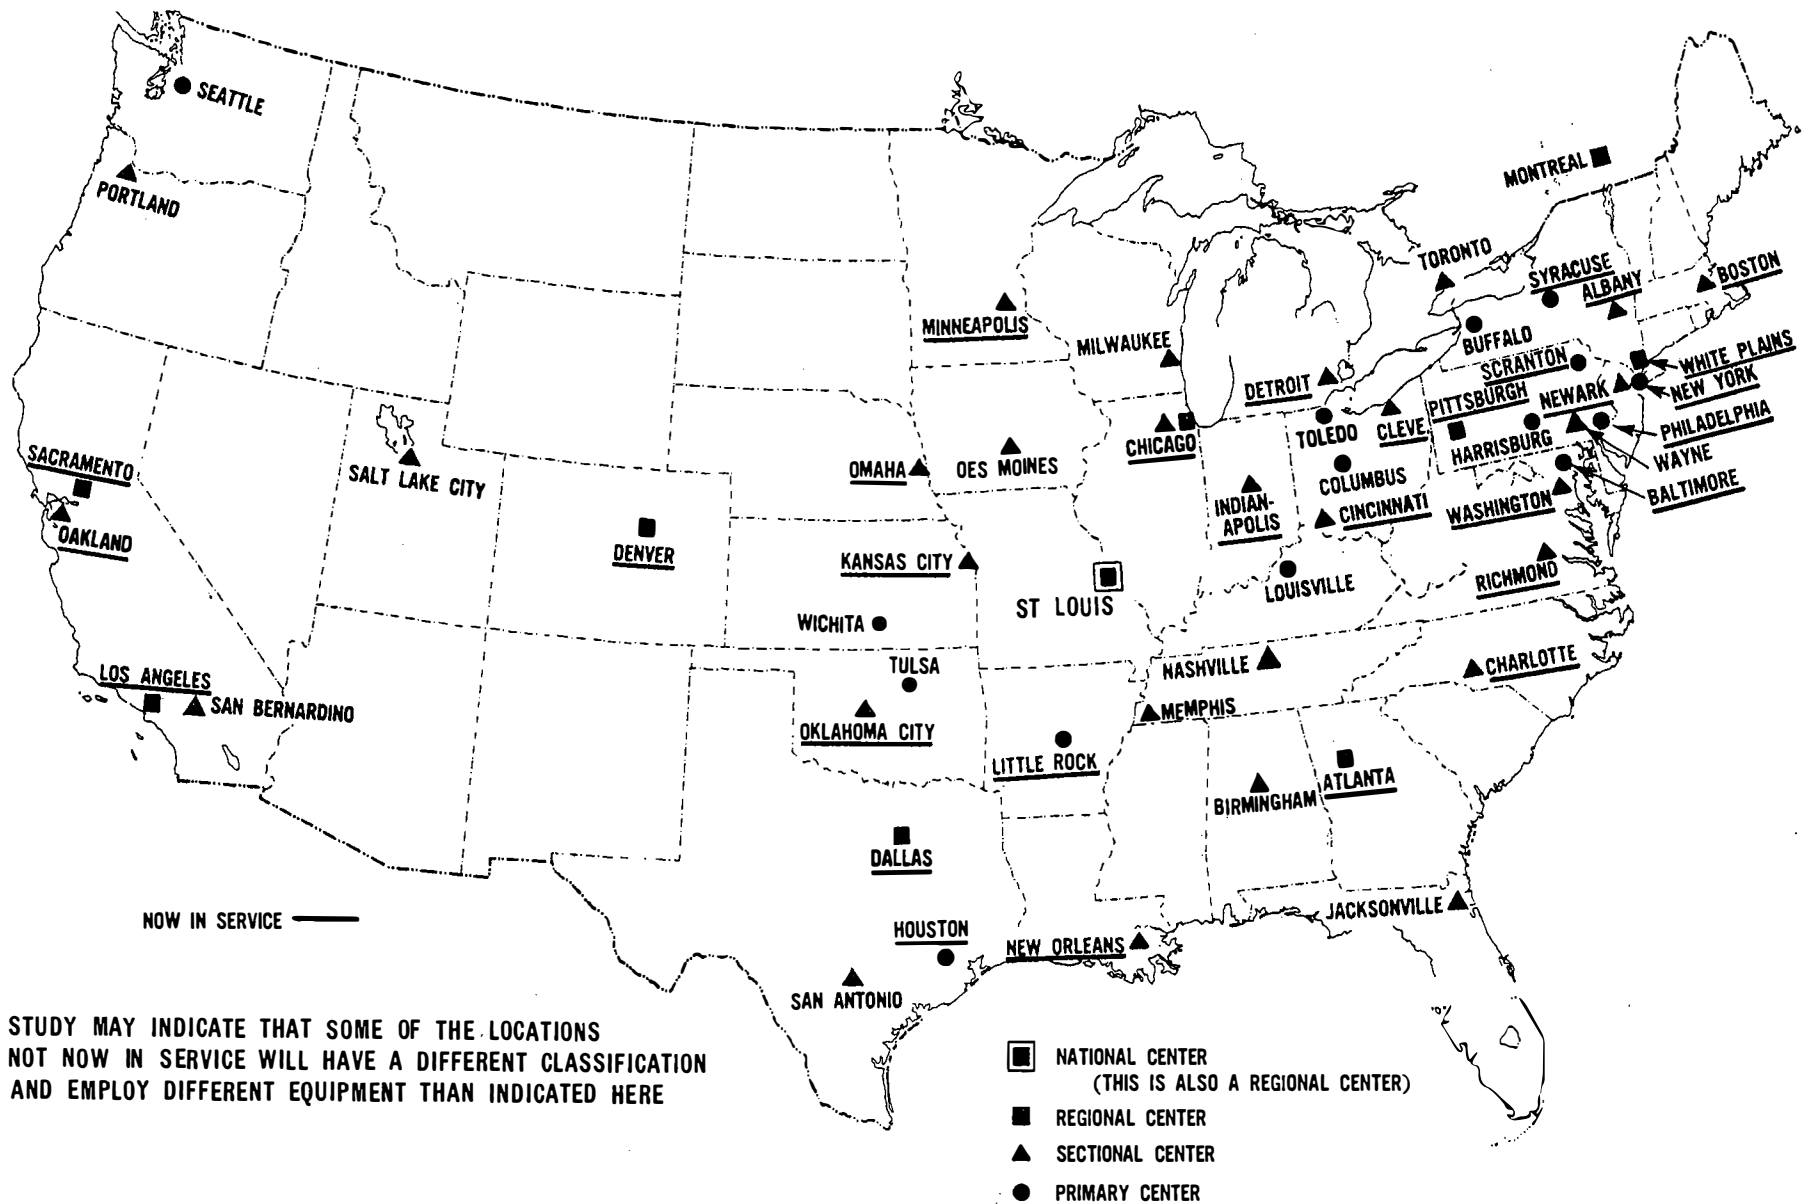 SEATTLE
PORTLAND
MONTREAL
TORONTO
SYRACUSE
ALBANY
BOSTON
MINNEAPOLIS
MILWAUKEE
BUFFALO
SCRANTON
WHITE PLAINS
DETROIT
PITTSBURGH
NEWARK
NEW YORK
CHICAGO
TOLEDO
CLEVE
HARRISBURG
PHILADELPHIA
SACRAMENTO
SALT LAKE CITY
OMAHA
OES MOINES
COLUMBUS
WAYNE
OAKLAND
INDIAN-
APOLIS
CINCINNATI
WASHINGTON
BALTIMORE
DENVER
KANSAS CITY
ST LOUIS
LOUISVILLE
RICHMOND
WICHITA
TULSA
NASHVILLE
CHARLOTTE
LOS ANGELES
SAN BERNARDINO
OKLAHOMA CITY
MEMPHIS
LITTLE ROCK
ATLANTA
BIRMINGHAM
DALLAS
NOW IN SERVICE
HOUSTON
NEW ORLEANS
JACKSONVILLE
SAN ANTONIO
STUDY MAY INDICATE THAT SOME OF THE LOCATIONS
NOT NOW IN SERVICE WILL HAVE A DIFFERENT CLASSIFICATION
AND EMPLOY DIFFERENT EQUIPMENT THAN INDICATED HERE
NATIONAL CENTER
(THIS IS ALSO A REGIONAL CENTER)
REGIONAL CENTER
SECTIONAL CENTER
PRIMARY CENTER